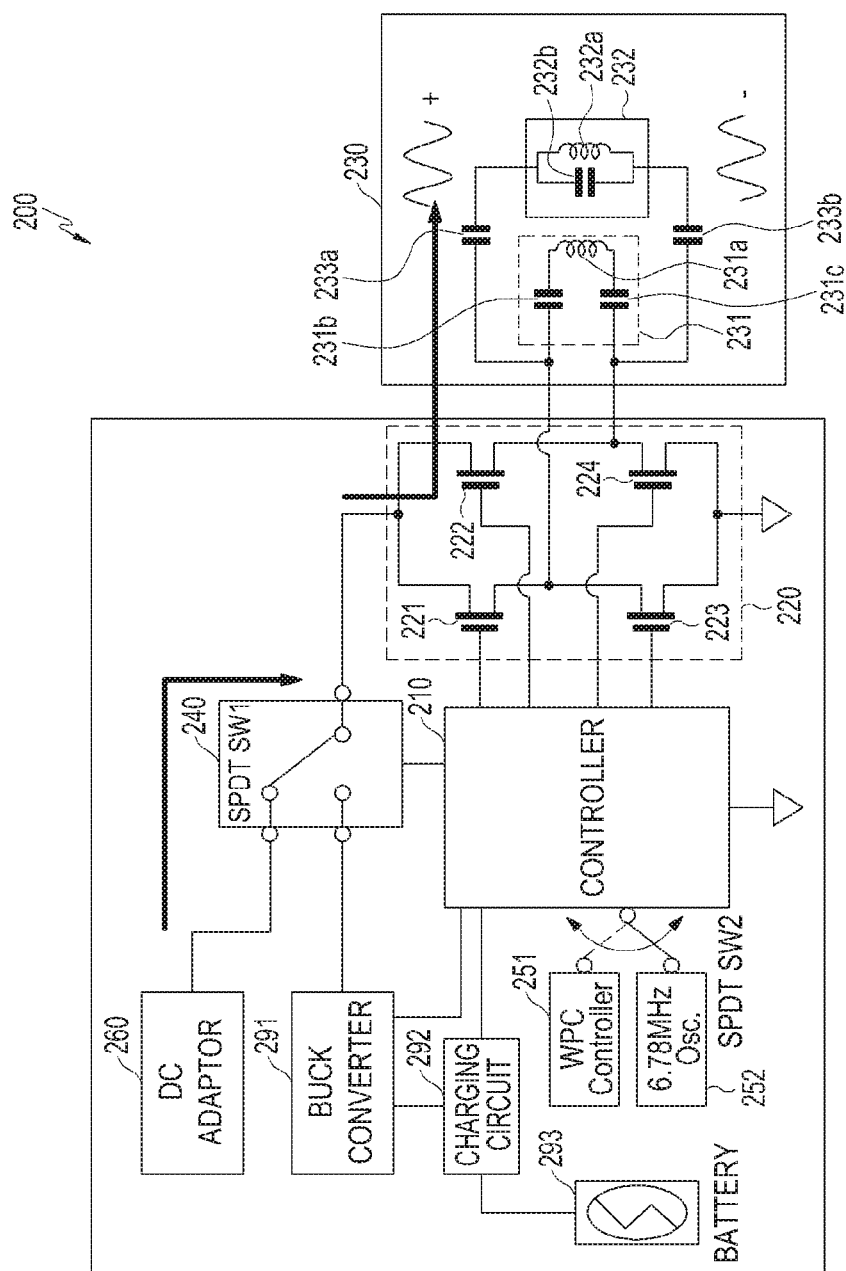 200
230
+
232b
232a
232
233a
231b
-
233b
231a
231c
231
240
SPDT SW1
210
221
222
224
223
220
260
DC
ADAPTOR
291
BUCK
CONVERTER
292
CHARGING
CIRCUIT
CONTROLLER
251
WPC
Controller
6.78MHz
Osc.
252
SPDT SW2
293
BATTERY